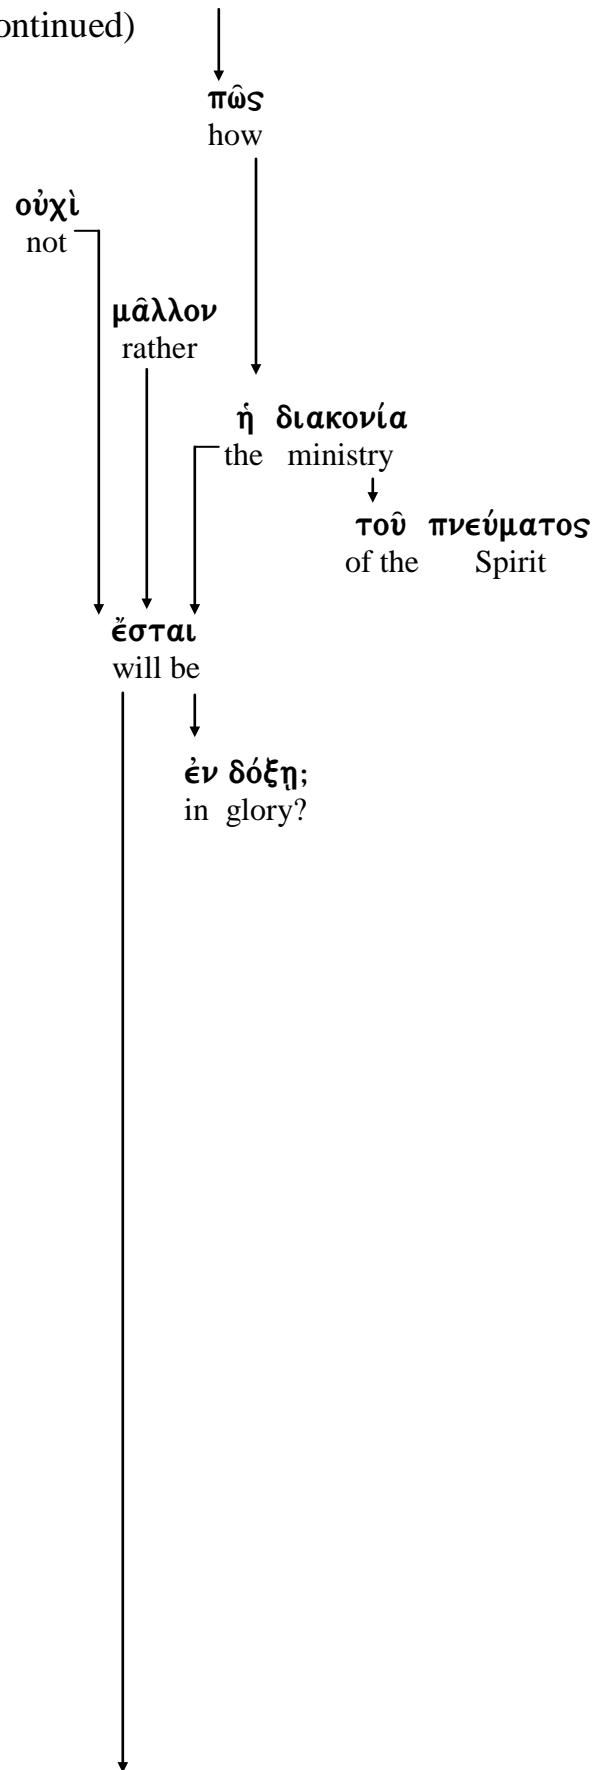 ontinued)
πῶς
how
οὐχὶ
not
μᾶλλον
rather
ἡ διακονία
the ministry
τοῦ πνεύματος
of the Spirit
ἔσται
will be
ἐν δόξῃ;
in glory?